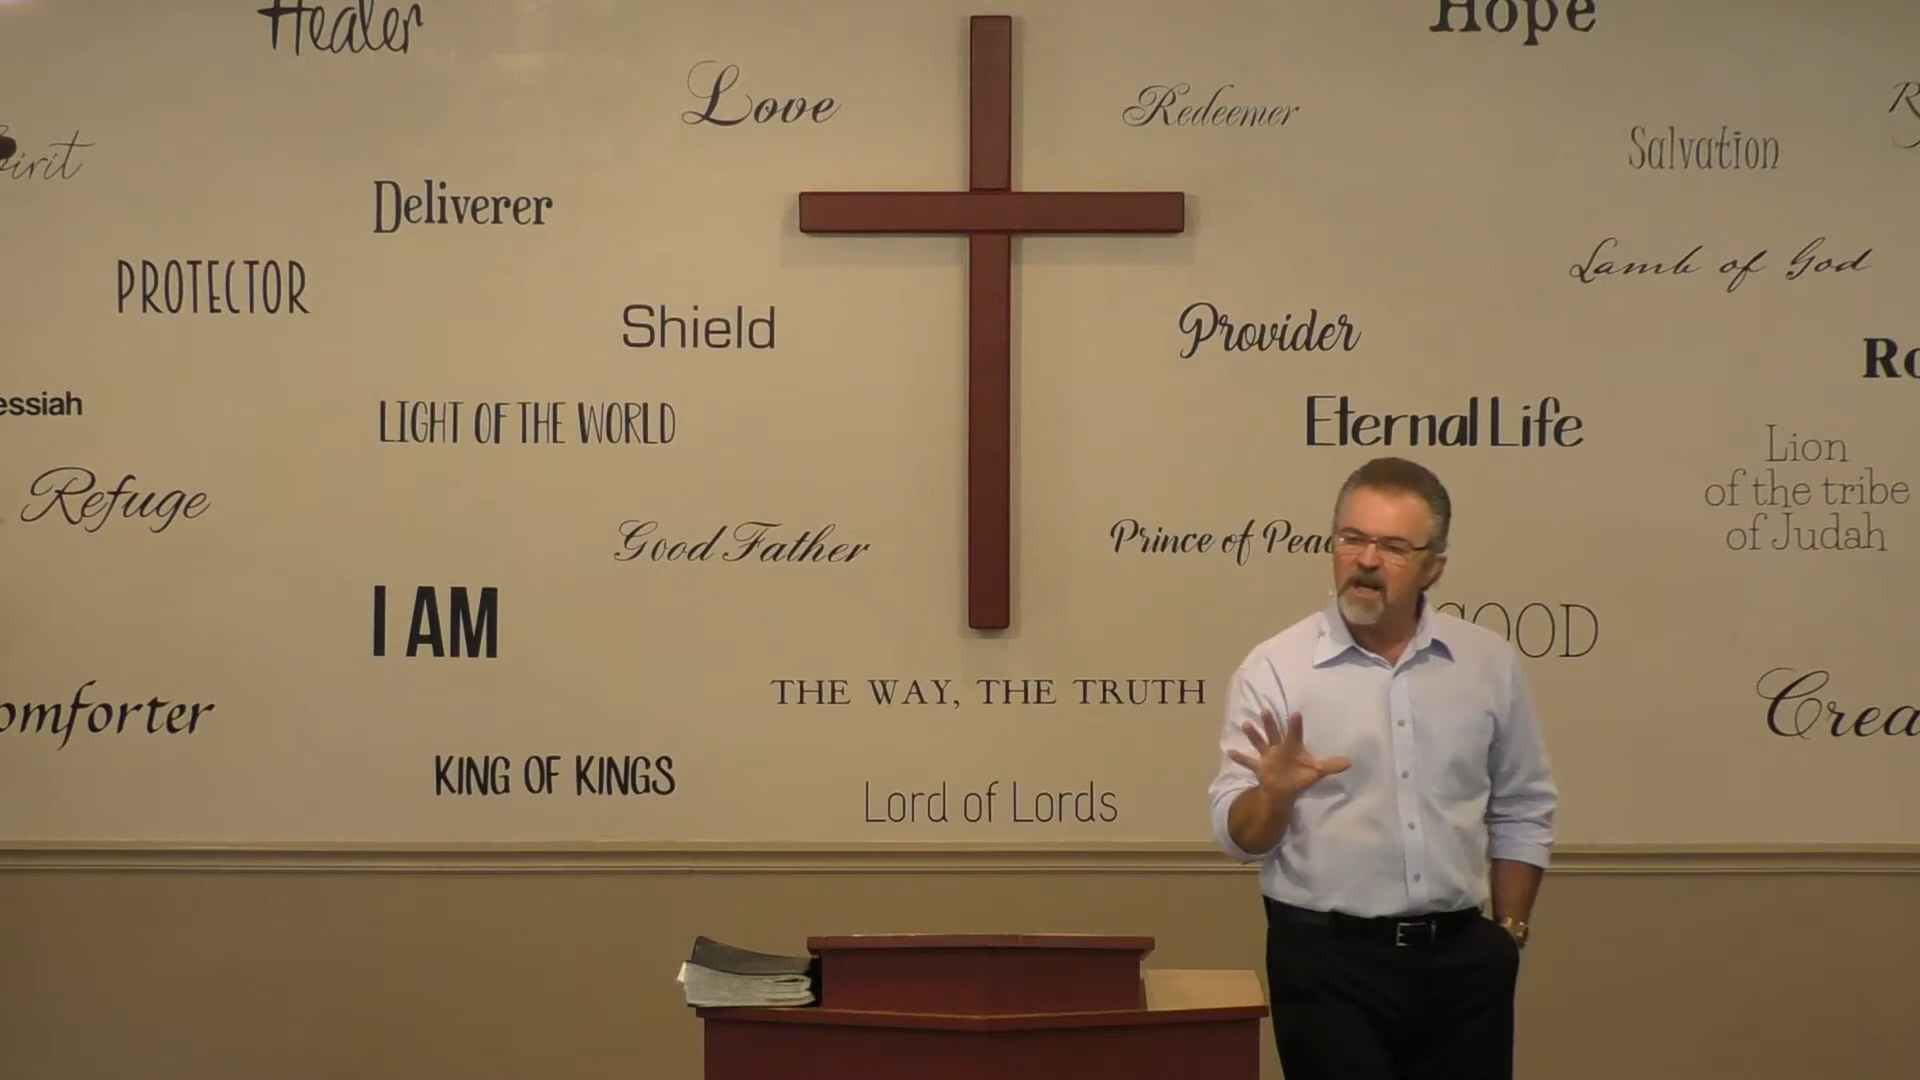 Healer
Hope
Love
Redeemer
Salvation
Deliverer
PROTECTOR
Lamb of God
Shield
Provider
LIGHT OF THE WORLD
Eternal Life
Lion
of the tribe
of Judah
Refuge
Good Father
Prince of
I AM
THE WAY, THE TRUTH
KING OF KINGS
Lord of Lords